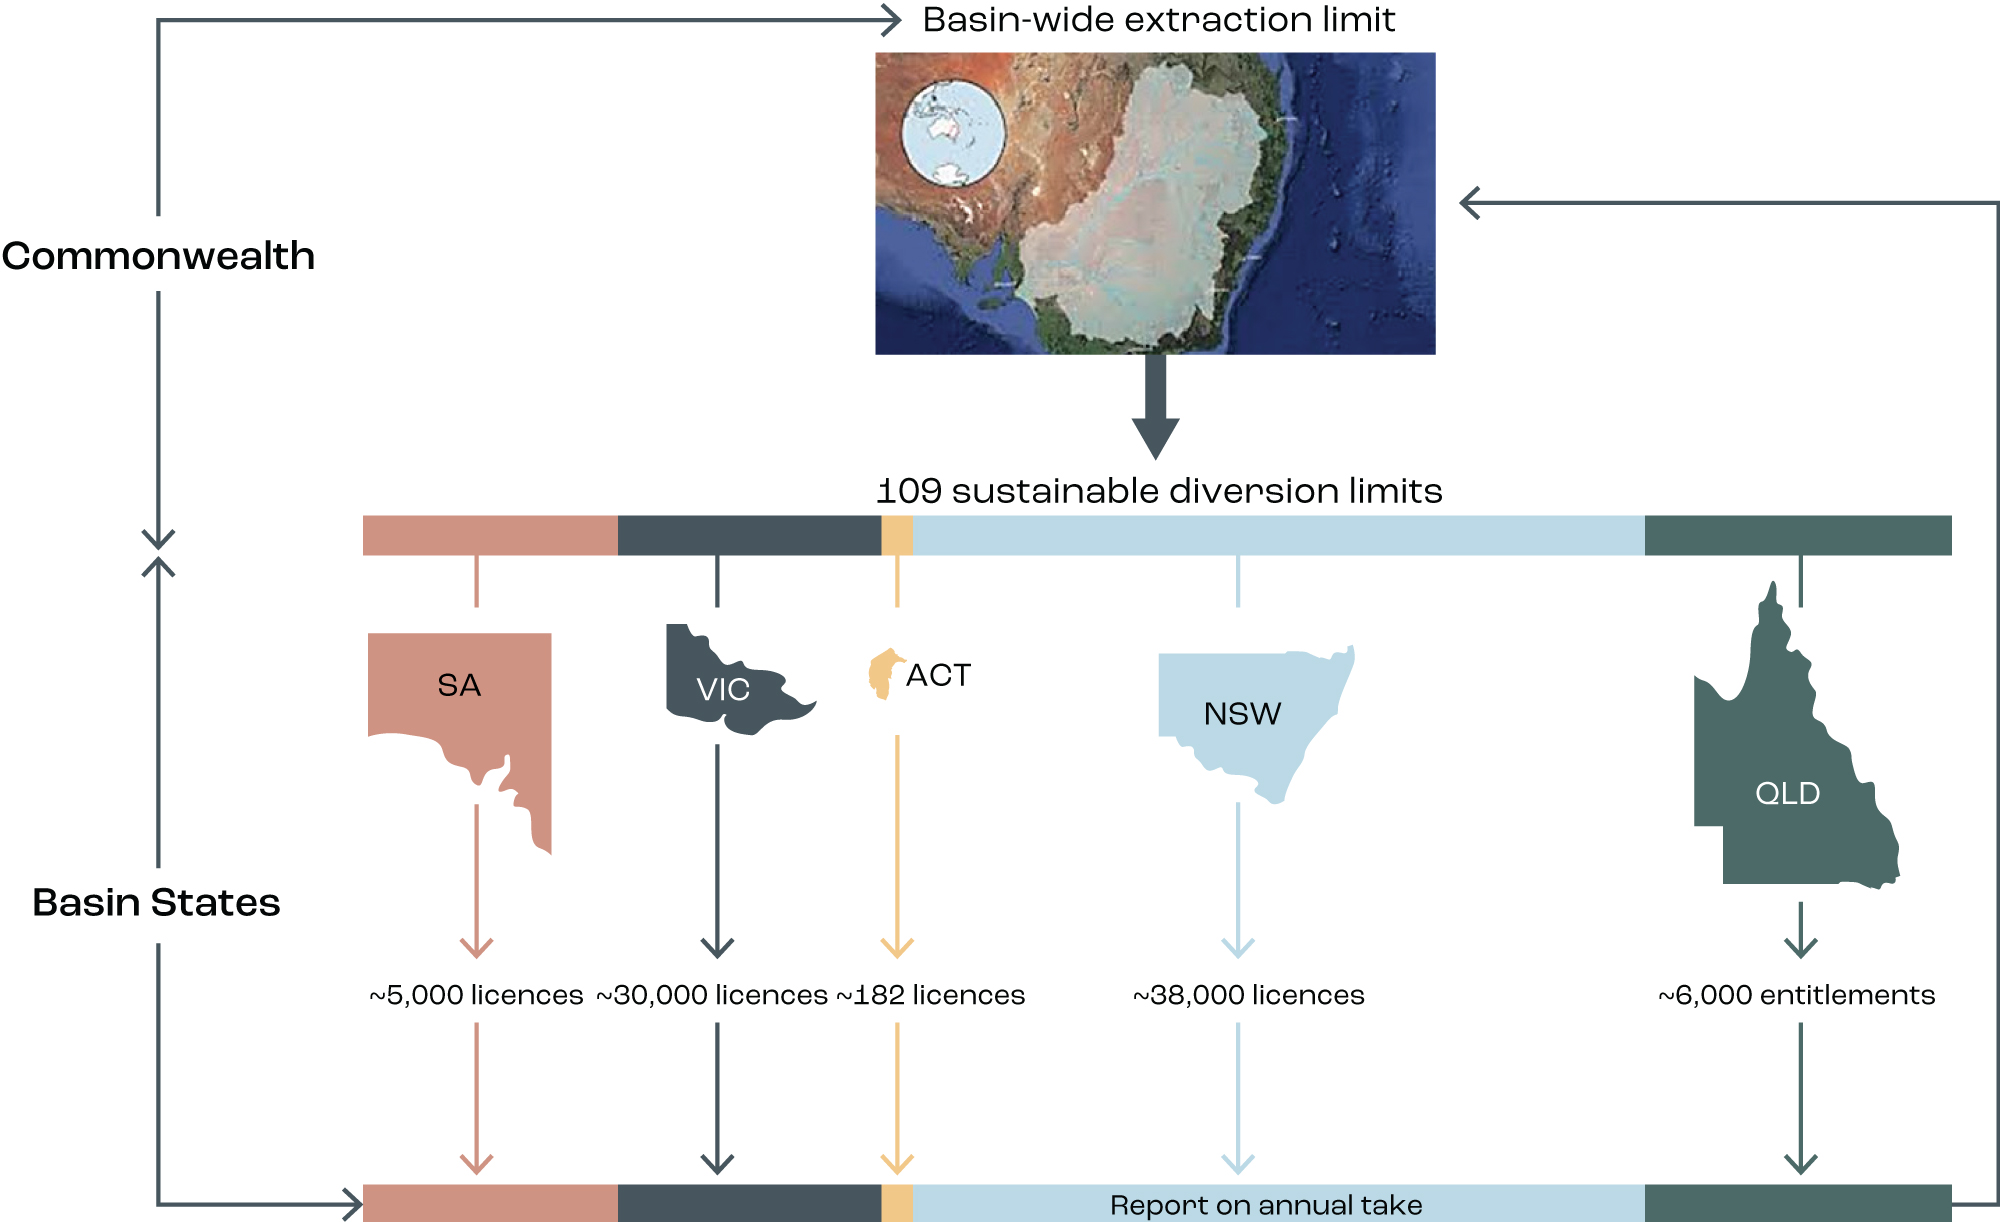 Basin-wide extraction limit
Commonwealth
109 sustainable diversion limits
SA
VIC
ACT
NSW
QLD
Basin States
~5,000 licences
~30,000 licences
~182 licences
~38,000 licences
~6,000 entitlements
Report on annual take